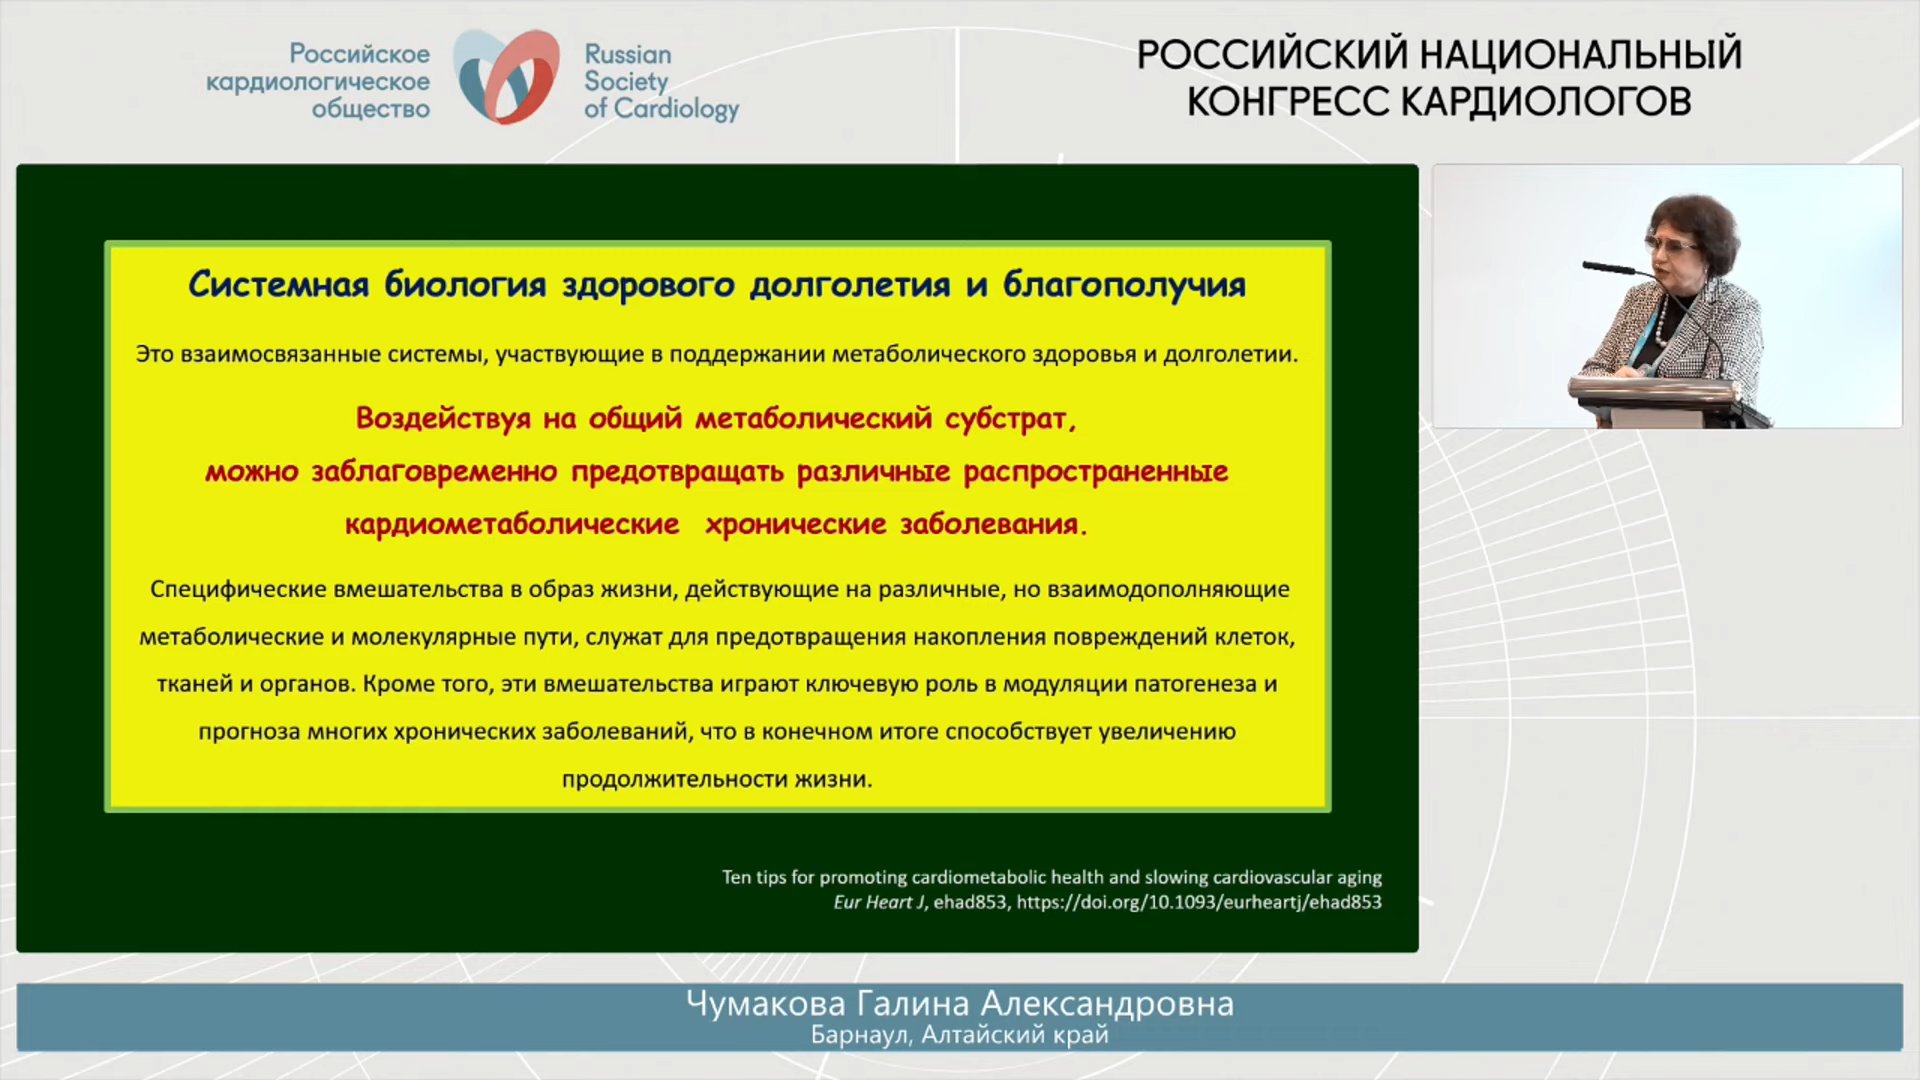 Российское
кардиологическое
общество
Russian
Society
of Cardiology
РОССИЙСКИЙ НАЦИОНАЛЬНЫЙ
КОНГРЕСС КАРДИОЛОГОВ
Системная биология здорового долголетия и благополучия
Это взаимосвязанные системы, участвующие в поддержании метаболического здоровья и долголетии.
Воздействуя на общий метаболический субстрат,
можно заблаговременно предотвращать различные распространенные
кардиометаболические хронические заболевания.
Специфические вмешательства в образ жизни, действующие на различные, но взаимодополняющие
метаболические и молекулярные пути, служат для предотвращения накопления повреждений клеток,
тканей и органов. Кроме того, эти вмешательства играют ключевую роль в модуляции патогенеза и
прогноза многих хронических заболеваний, что в конечном итоге способствует увеличению
продолжительности жизни.
Ten tips for promoting cardiometabolic health and slowing cardiovascular aging
Eur Heart J, ehad853, https://doi.org/10.1093/eurheartj/ehad853
Чумакова Галина Александровна
Барнаул, Алтайский край